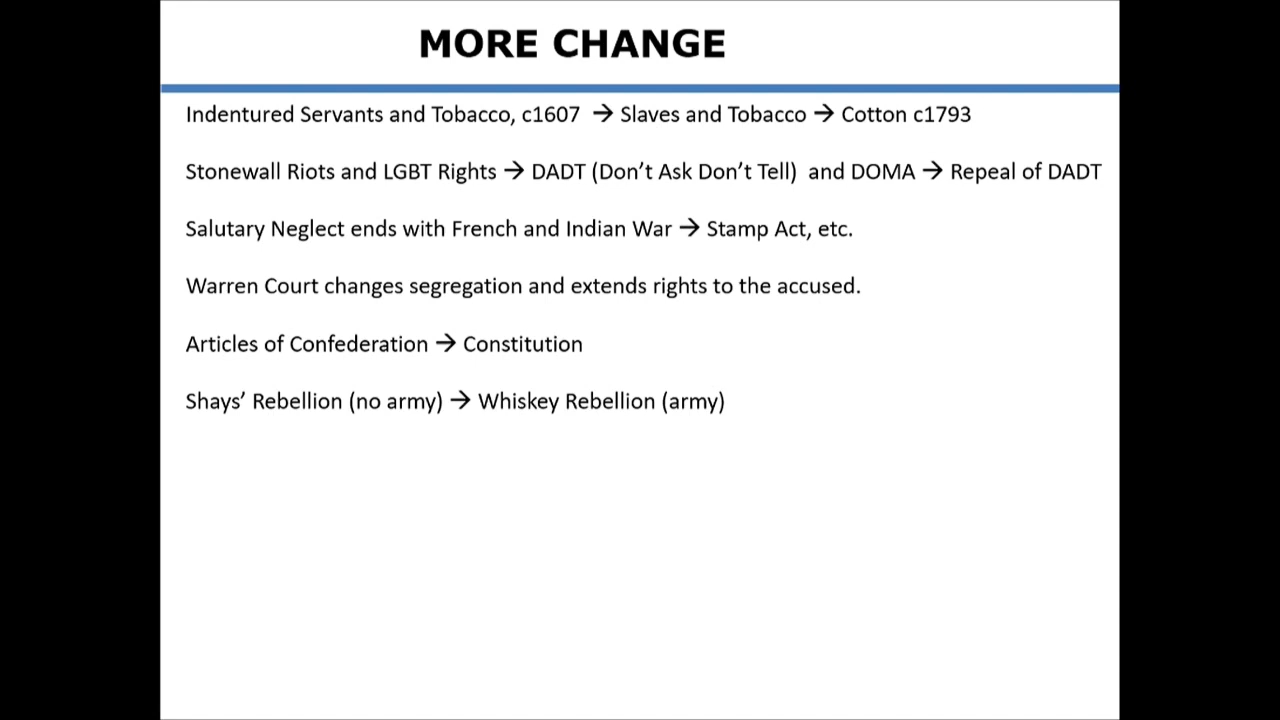 MORE CHANGE
Indentured Servants and Tobacco, c1607 → Slaves and Tobacco → Cotton c1793
Stonewall Riots and LGBT Rights → DADT (Don’t Ask Don’t Tell) and DOMA → Repeal of DADT
Salutary Neglect ends with French and Indian War → Stamp Act, etc.
Warren Court changes segregation and extends rights to the accused.
Articles of Confederation → Constitution
Shays’ Rebellion (no army) → Whiskey Rebellion (army)